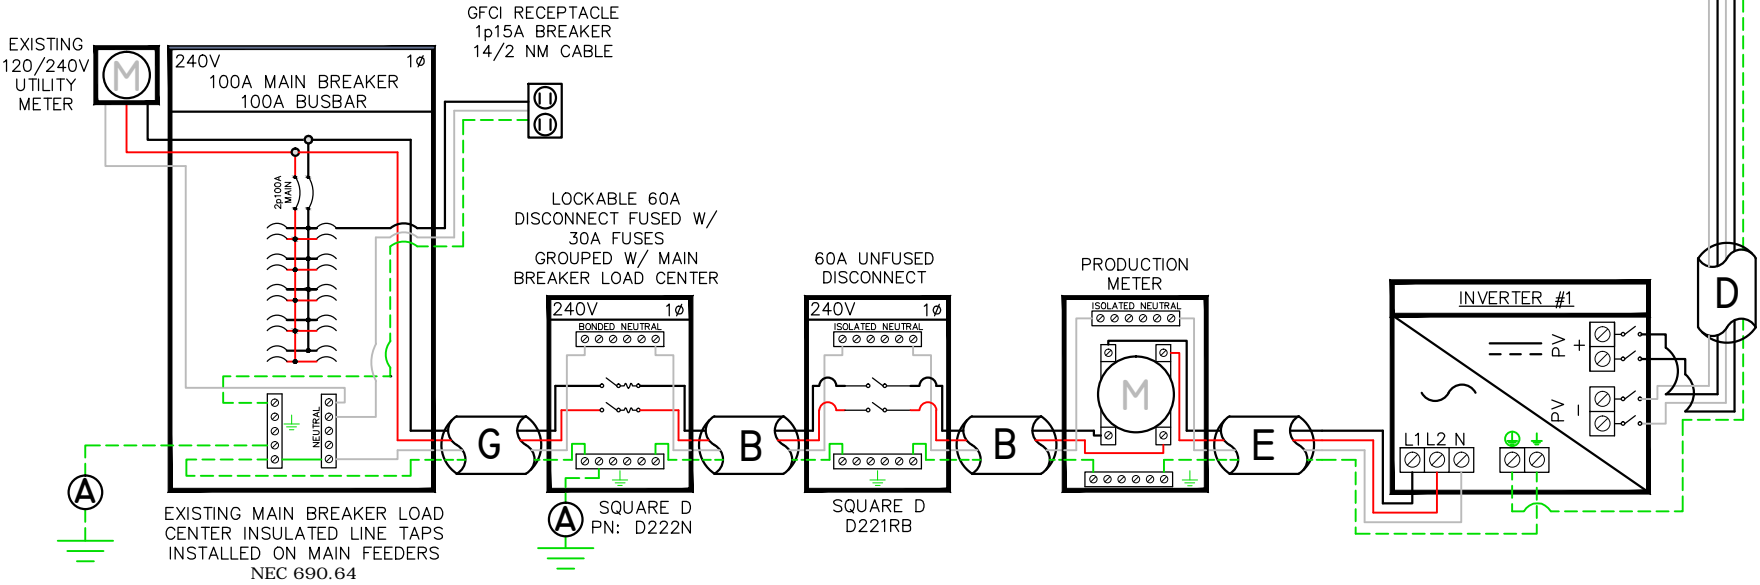 GFCI RECEPTACLE
1p15A BREAKER
14/2 NM CABLE
EXISTING
120/240V
UTILITY
METER
M
240V 1ø
100A MAIN BREAKER
100A BUSBAR
2p100A
MAIN
NEUTRAL
A
EXISTING MAIN BREAKER LOAD
CENTER INSULATED LINE TAPS
INSTALLED ON MAIN FEEDERS
NEC 690.64
G
LOCKABLE 60A
DISCONNECT FUSED W/
30A FUSES
GROUPED W/ MAIN
BREAKER LOAD CENTER
240V 1ø
BONDED NEUTRAL
A
SQUARE D
PN: D222N
B
60A UNFUSED
DISCONNECT
240V 1ø
ISOLATED NEUTRAL
SQUARE D
D221RB
B
PRODUCTION
METER
ISOLATED NEUTRAL
M
E
INVERTER #1
PV +
PV -
L1 L2 N
D